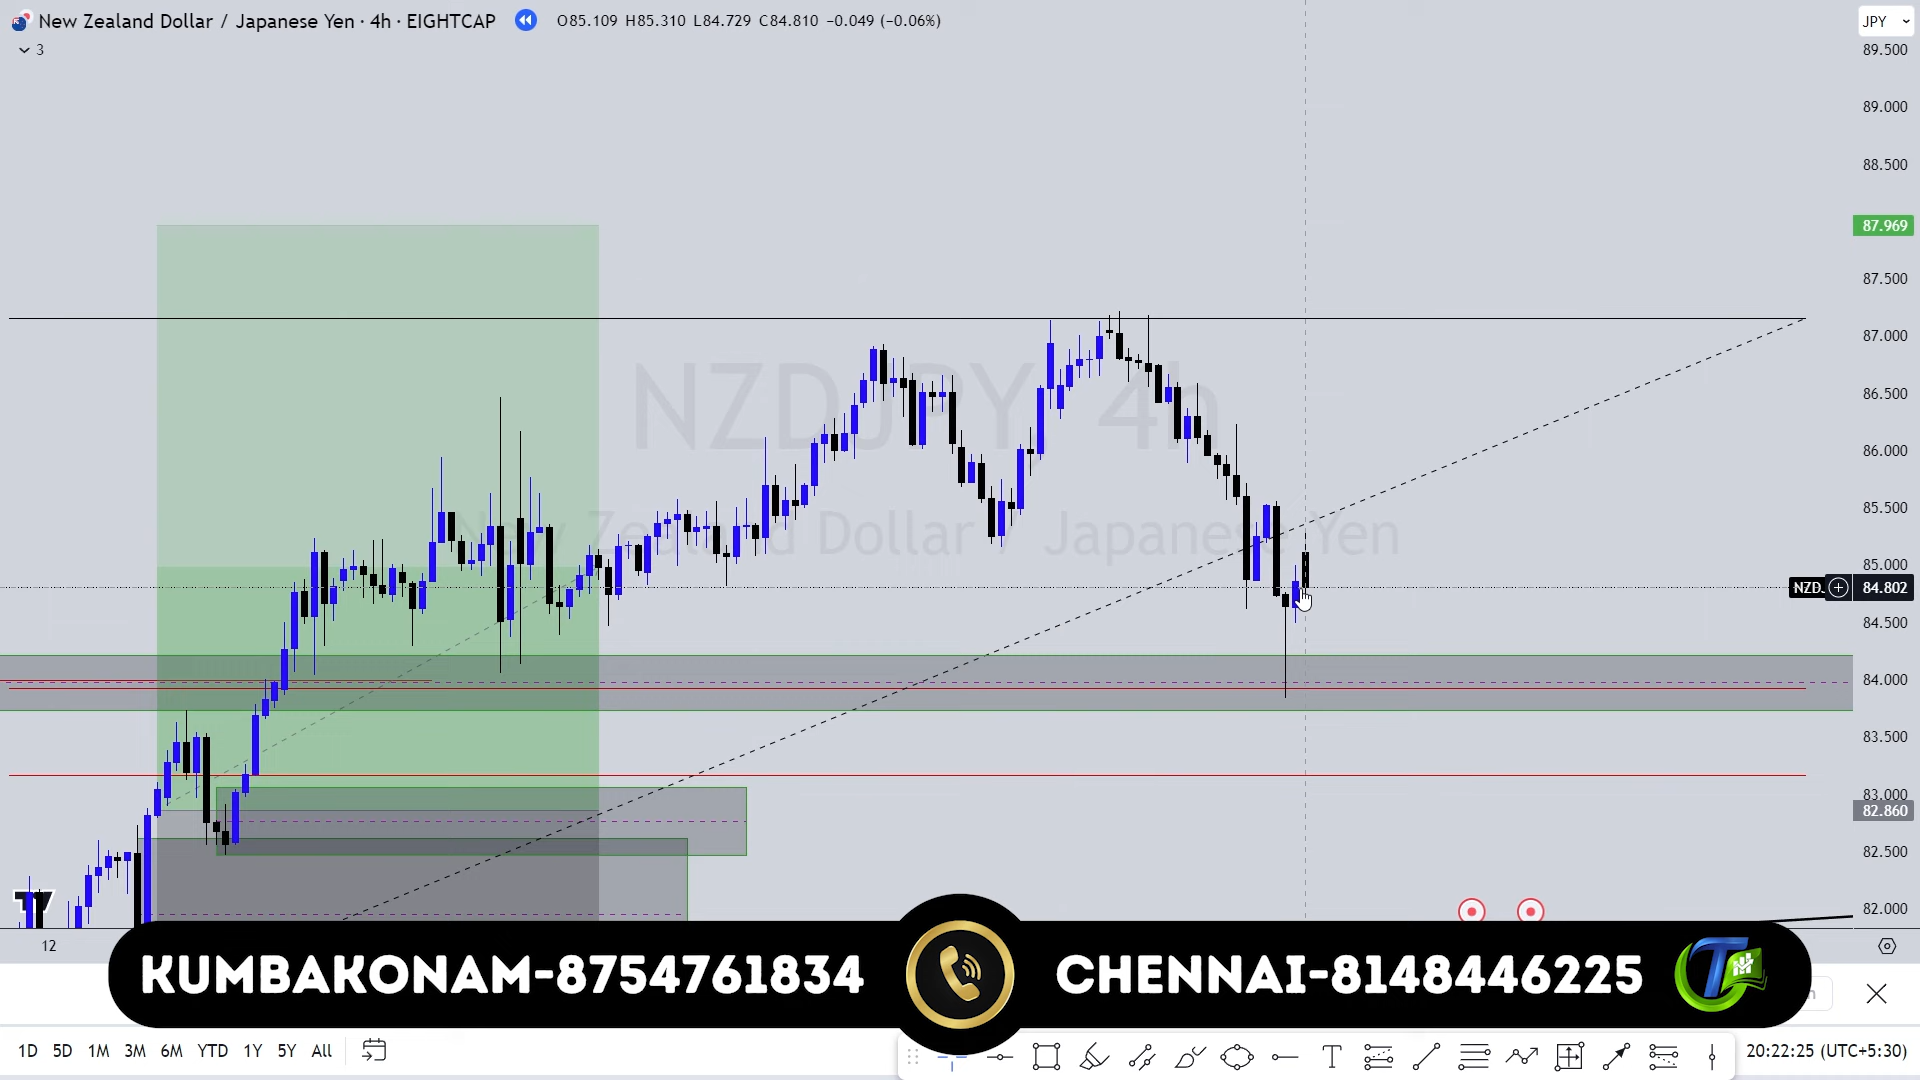 New Zealand Dollar / Japanese Yen · 4h · EIGHTCAP O85.109 H85.310 L84.729 C84.810 −0.049 (−0.06%)
JPY
3
89.500
89.000
88.500
87.969
87.500
87.000
86.500
86.000
85.500
85.000
NZD 84.802
84.500
84.000
83.500
83.000
82.860
82.500
82.000
NZDJPY, 4h
New Zealand Dollar / Japanese Yen
12
KUMBAKONAM-8754761834 CHENNAI-8148446225
1D 5D 1M 3M 6M YTD 1Y 5Y All
20:22:25 (UTC+5:30)